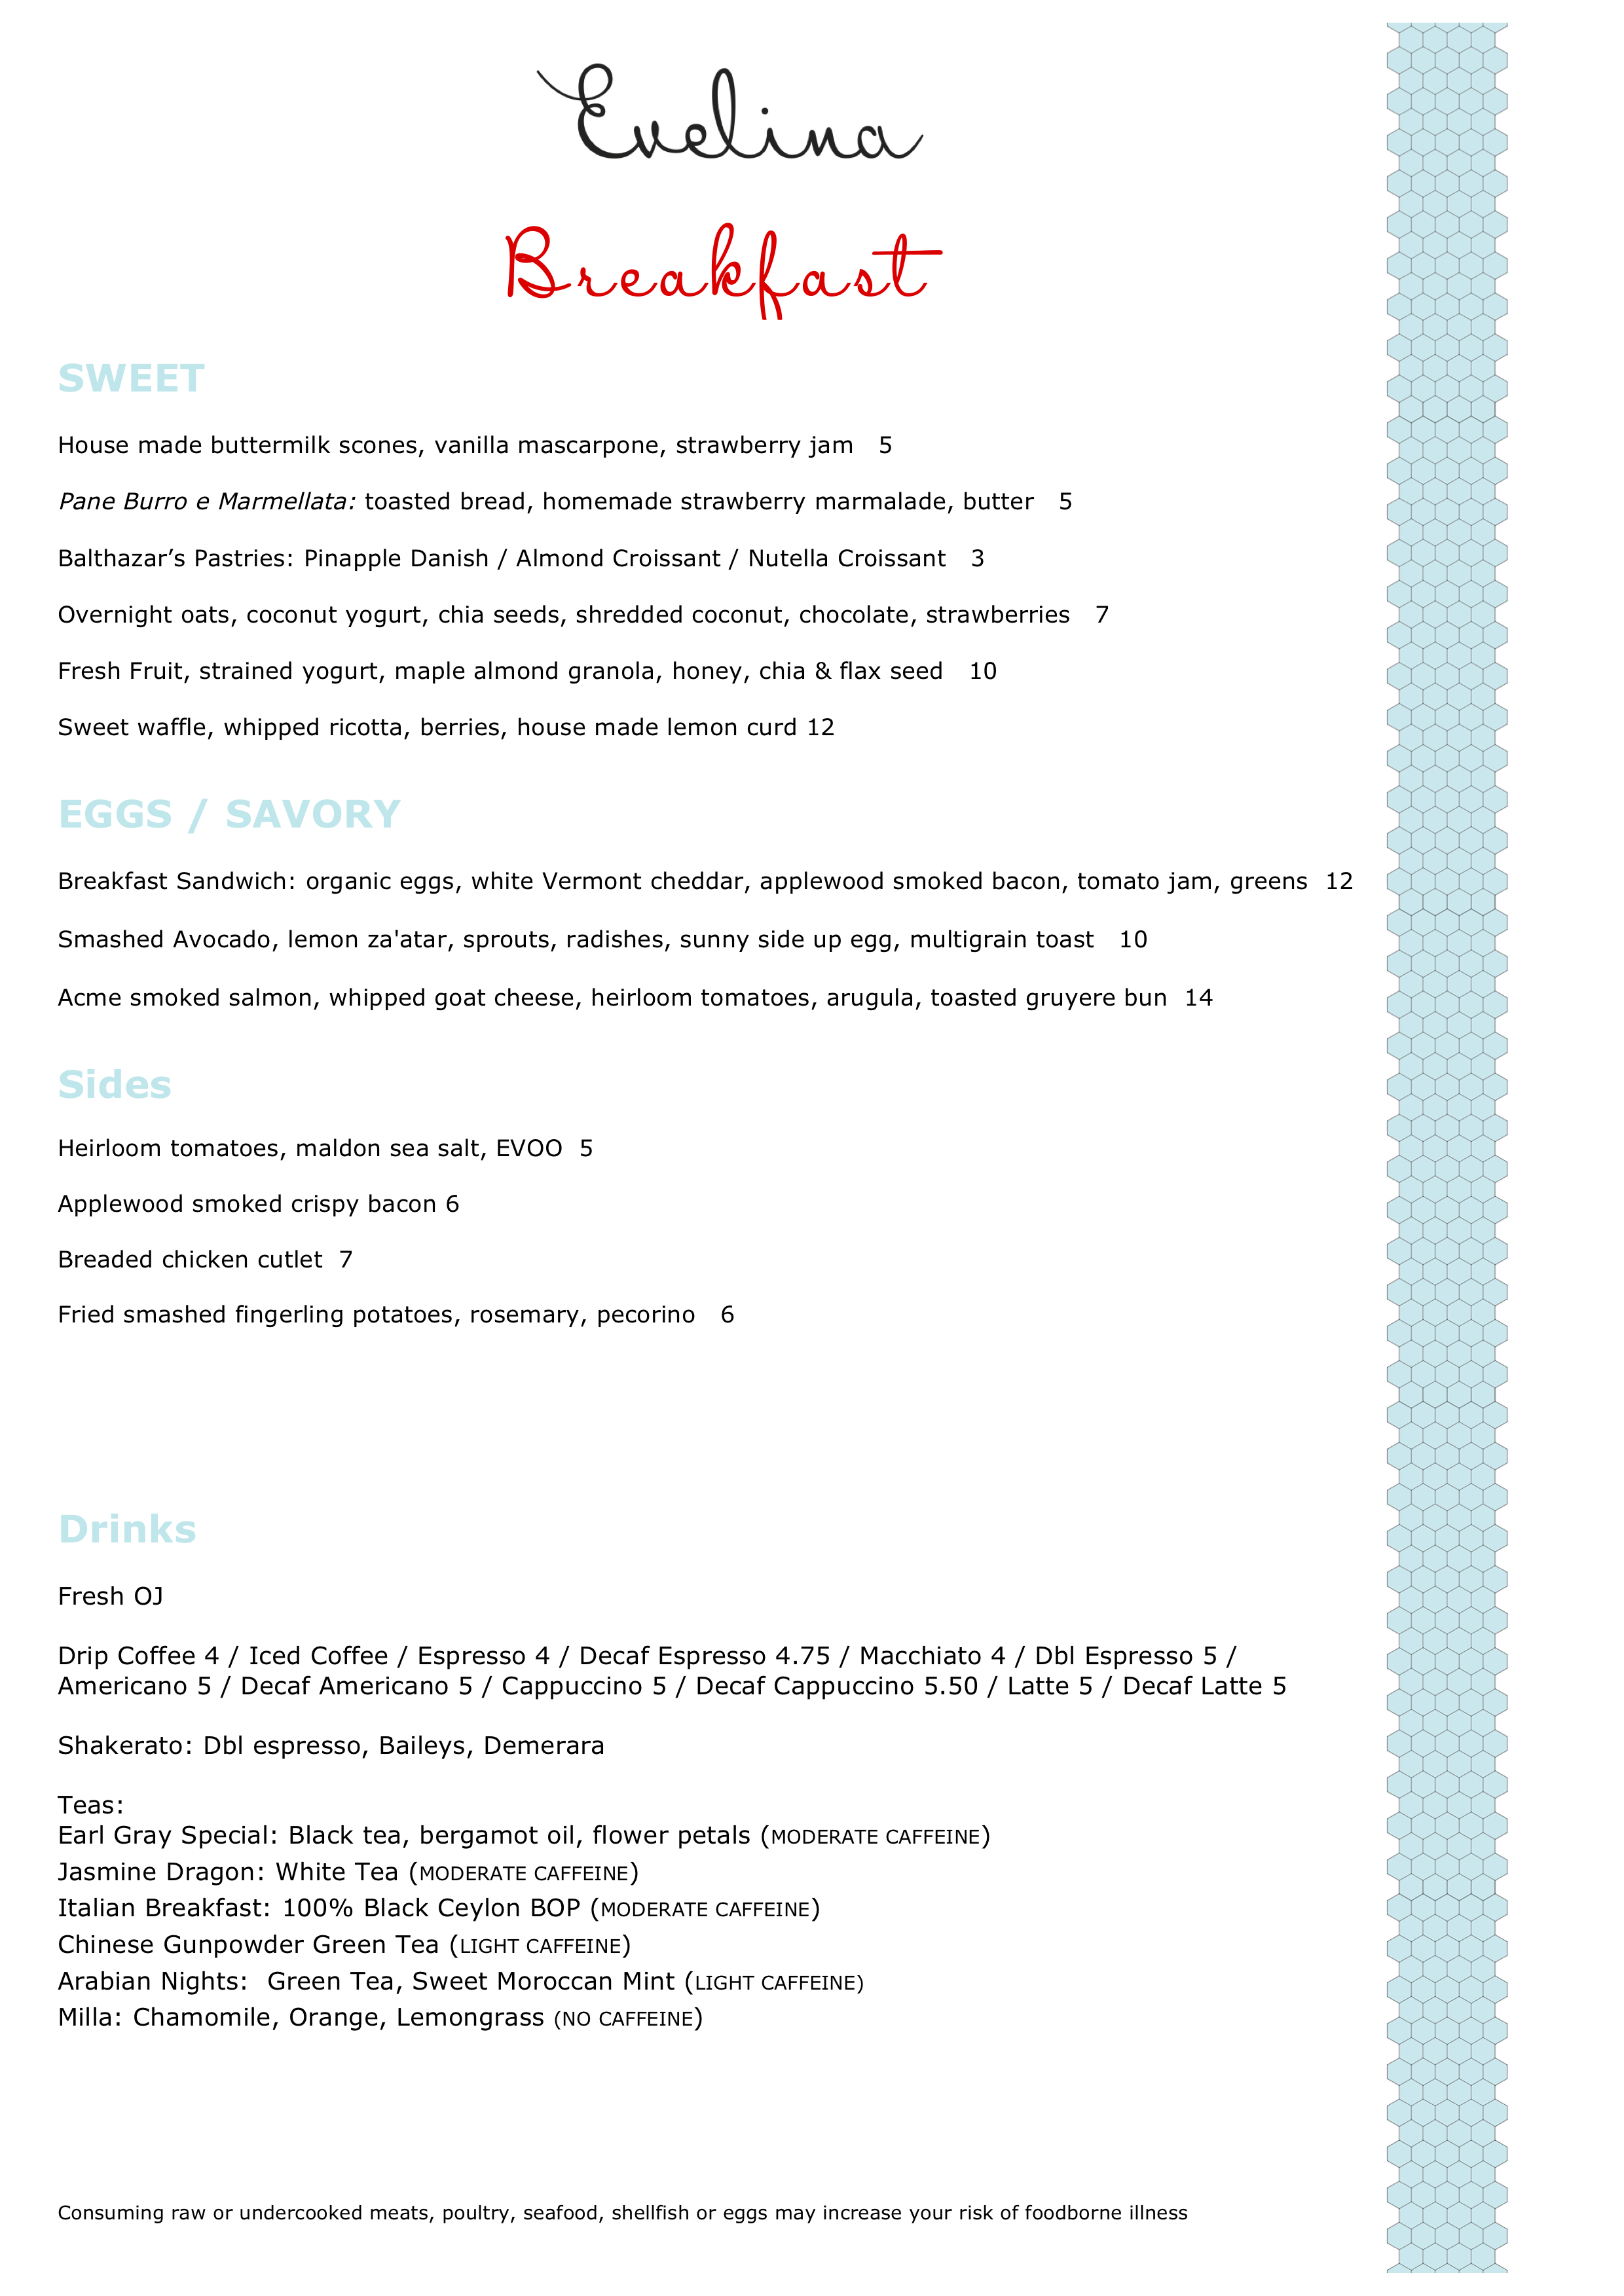 Evelina
Breakfast
SWEET
House made buttermilk scones, vanilla mascarpone, strawberry jam 5
Pane Burro e Marmellata: toasted bread, homemade strawberry marmalade, butter 5
Balthazar’s Pastries: Pinapple Danish / Almond Croissant / Nutella Croissant 3
Overnight oats, coconut yogurt, chia seeds, shredded coconut, chocolate, strawberries 7
Fresh Fruit, strained yogurt, maple almond granola, honey, chia & flax seed 10
Sweet waffle, whipped ricotta, berries, house made lemon curd 12
EGGS / SAVORY
Breakfast Sandwich: organic eggs, white Vermont cheddar, applewood smoked bacon, tomato jam, greens 12
Smashed Avocado, lemon za'atar, sprouts, radishes, sunny side up egg, multigrain toast 10
Acme smoked salmon, whipped goat cheese, heirloom tomatoes, arugula, toasted gruyere bun 14
Sides
Heirloom tomatoes, maldon sea salt, EVOO 5
Applewood smoked crispy bacon 6
Breaded chicken cutlet 7
Fried smashed fingerling potatoes, rosemary, pecorino 6
Drinks
Fresh OJ
Drip Coffee 4 / Iced Coffee / Espresso 4 / Decaf Espresso 4.75 / Macchiato 4 / Dbl Espresso 5 /
Americano 5 / Decaf Americano 5 / Cappuccino 5 / Decaf Cappuccino 5.50 / Latte 5 / Decaf Latte 5
Shakerato: Dbl espresso, Baileys, Demerara
Teas:
Earl Gray Special: Black tea, bergamot oil, flower petals (MODERATE CAFFEINE)
Jasmine Dragon: White Tea (MODERATE CAFFEINE)
Italian Breakfast: 100% Black Ceylon BOP (MODERATE CAFFEINE)
Chinese Gunpowder Green Tea (LIGHT CAFFEINE)
Arabian Nights: Green Tea, Sweet Moroccan Mint (LIGHT CAFFEINE)
Milla: Chamomile, Orange, Lemongrass (NO CAFFEINE)
Consuming raw or undercooked meats, poultry, seafood, shellfish or eggs may increase your risk of foodborne illness